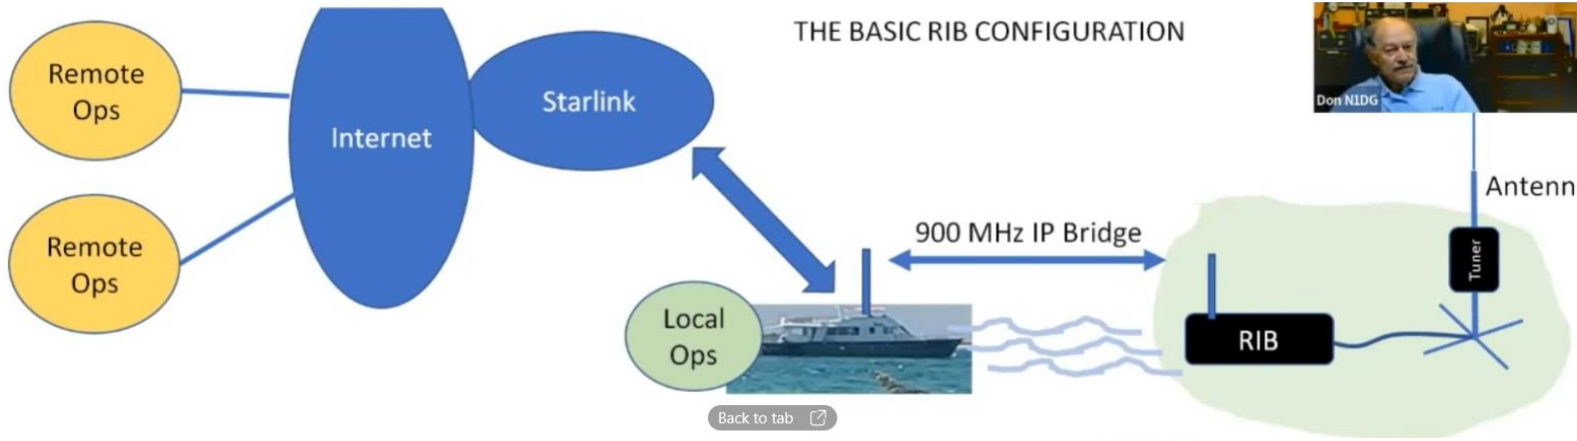 THE BASIC RIB CONFIGURATION
Don N1DG
Remote
Ops
Internet
Starlink
Remote
Ops
Antenn
Tuner
900 MHz IP Bridge
Local
Ops
RIB
Back to tab